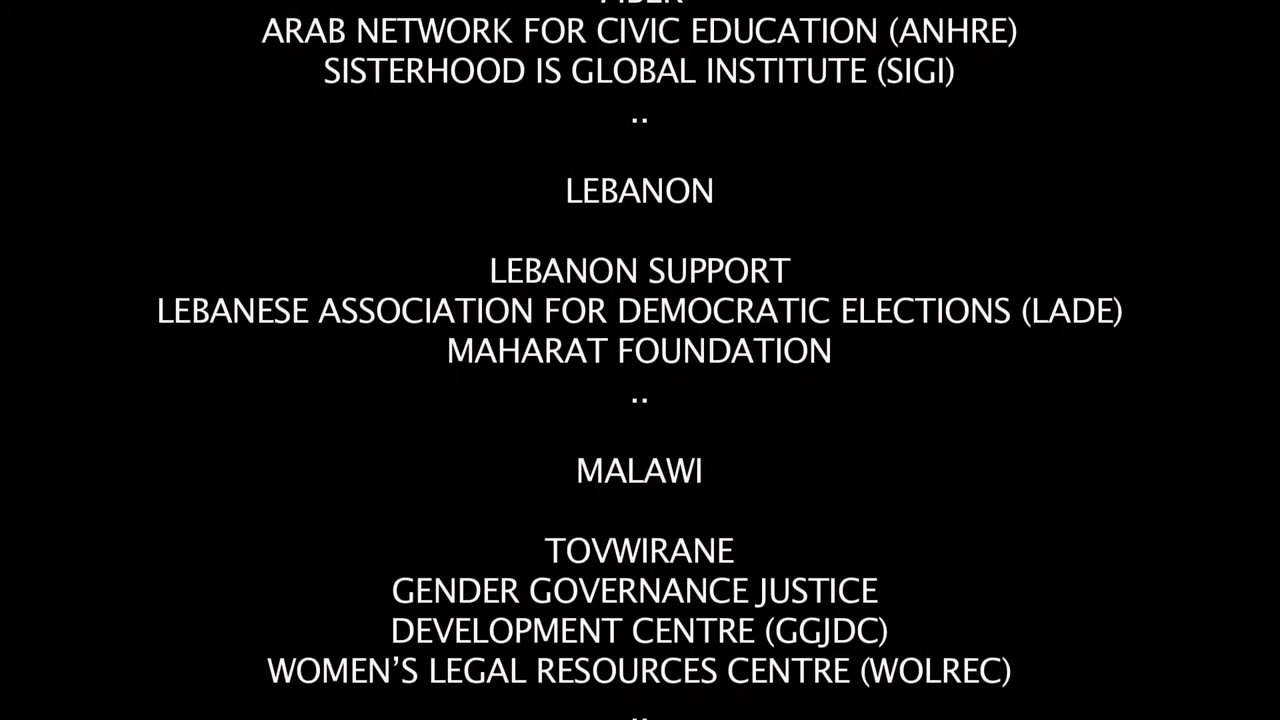 ARAB NETWORK FOR CIVIC EDUCATION (ANHRE)
SISTERHOOD IS GLOBAL INSTITUTE (SIGI)
..
LEBANON
LEBANON SUPPORT
LEBANESE ASSOCIATION FOR DEMOCRATIC ELECTIONS (LADE)
MAHARAT FOUNDATION
..
MALAWI
TOVWIRANE
GENDER GOVERNANCE JUSTICE
DEVELOPMENT CENTRE (GGJDC)
WOMEN’S LEGAL RESOURCES CENTRE (WOLREC)
..